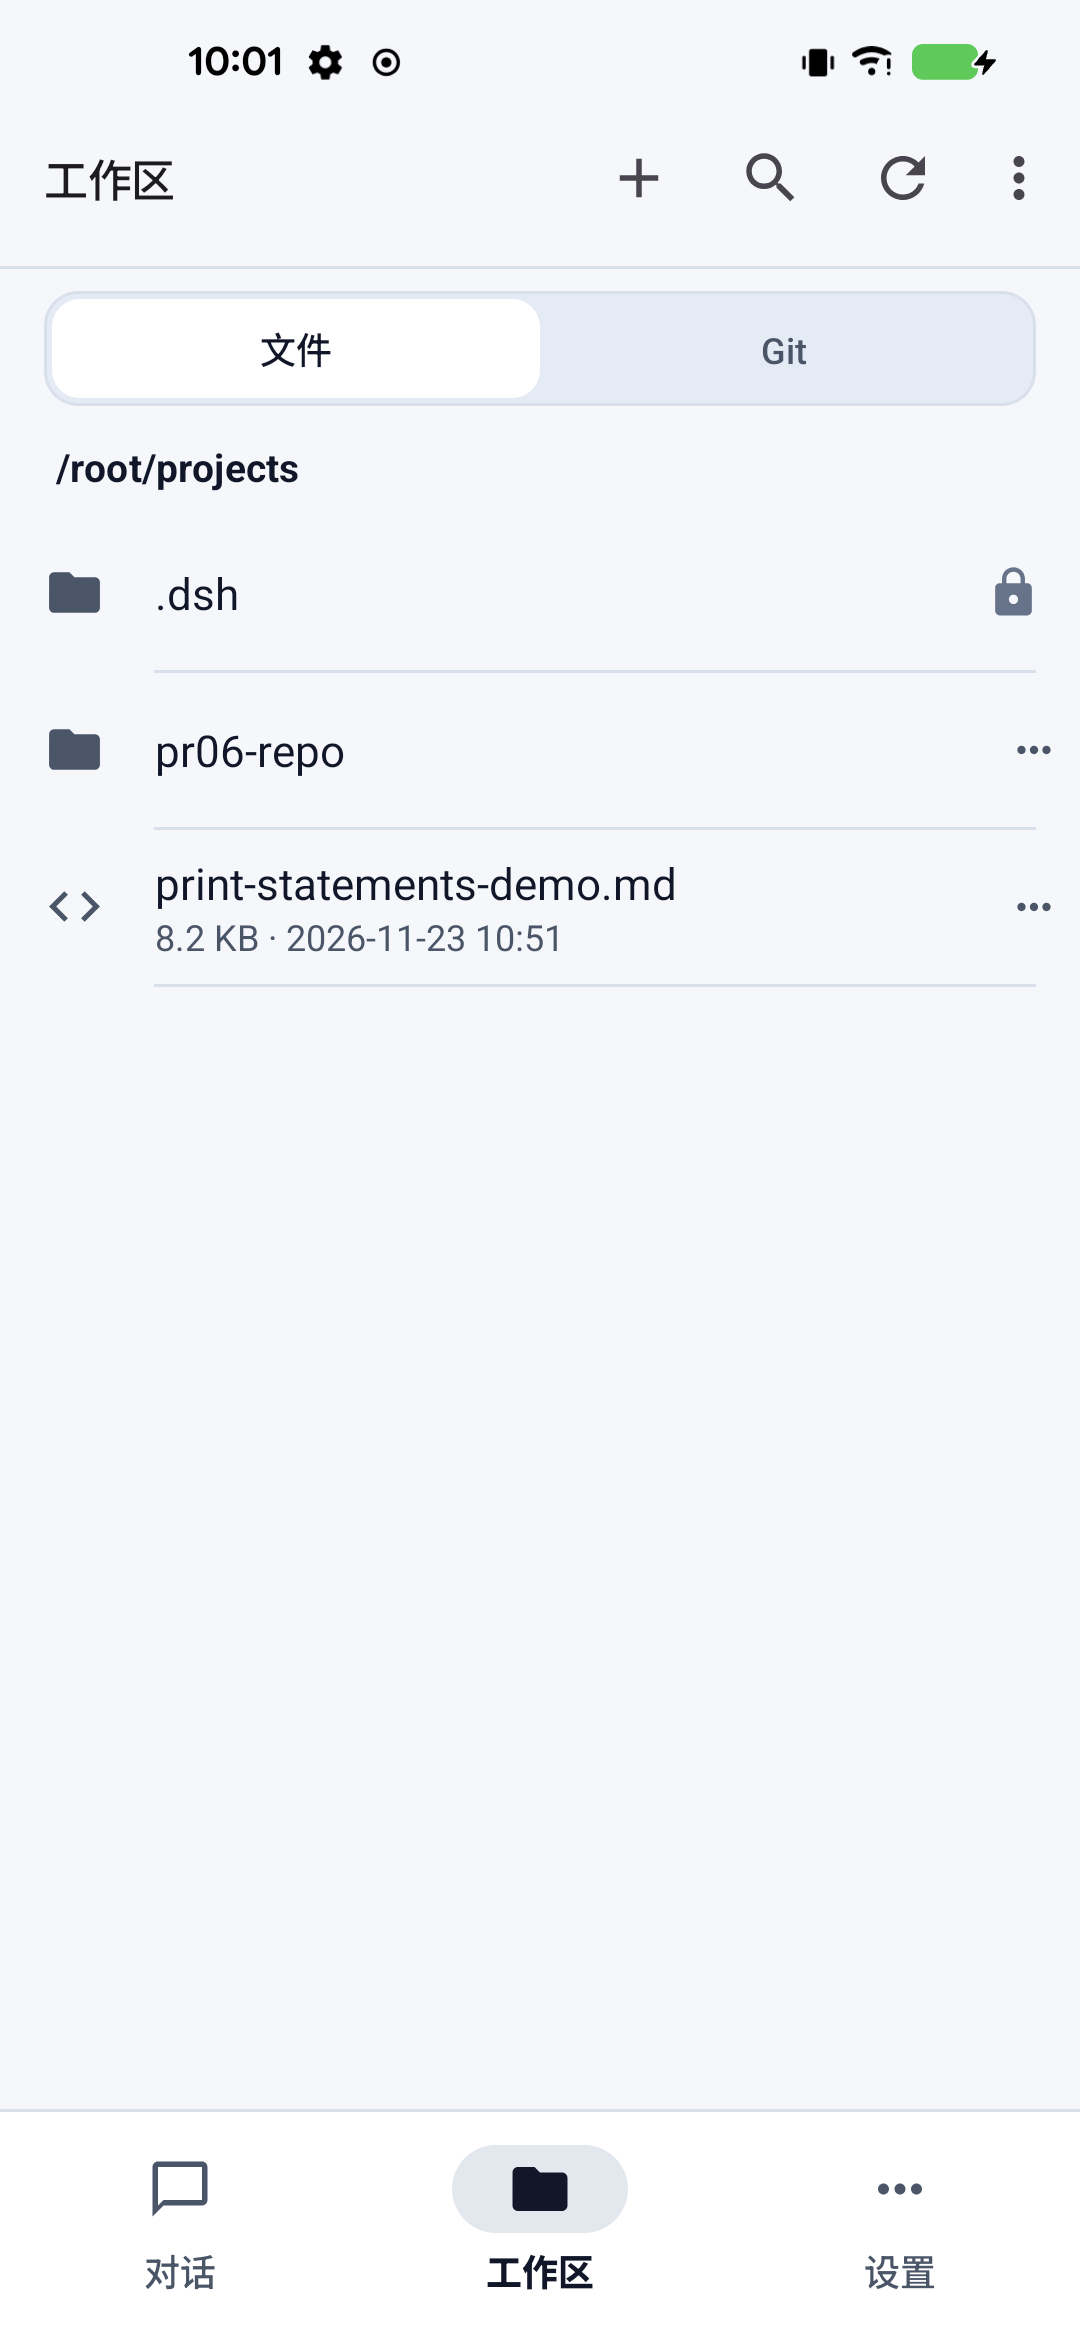 10:01
工作区
文件
Git
/root/projects
.dsh
pr06-repo
print-statements-demo.md
8.2 KB · 2026-11-23 10:51
对话
工作区
设置